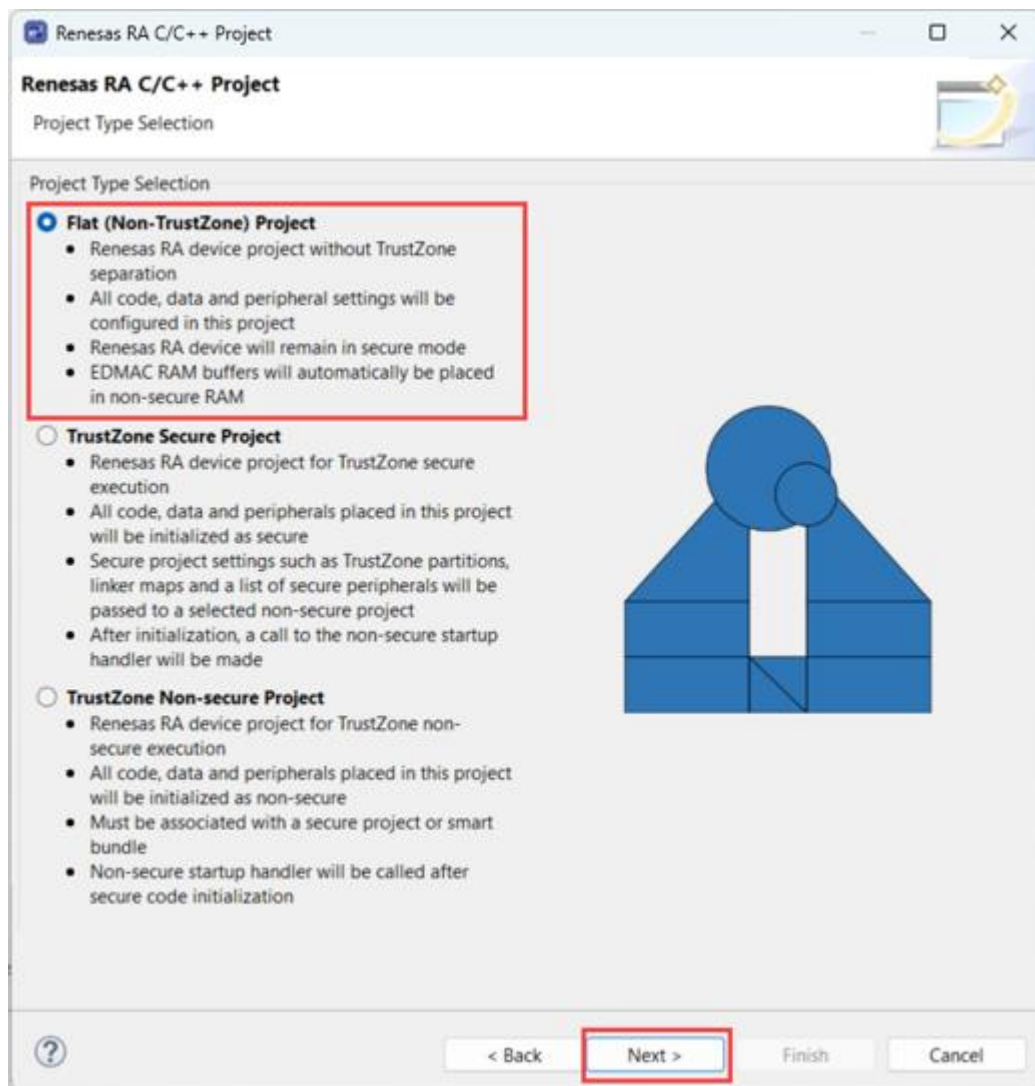 Renesas RA C/C++ Project
Renesas RA C/C++ Project
Project Type Selection
Project Type Selection
Flat (Non-TrustZone) Project
• Renesas RA device project without TrustZone
separation
• All code, data and peripheral settings will be
configured in this project
• Renesas RA device will remain in secure mode
• EDMAC RAM buffers will automatically be placed
in non-secure RAM
TrustZone Secure Project
• Renesas RA device project for TrustZone secure
execution
• All code, data and peripherals placed in this project
will be initialized as secure
• Secure project settings such as TrustZone partitions,
linker maps and a list of secure peripherals will be
passed to a selected non-secure project
• After initialization, a call to the non-secure startup
handler will be made
TrustZone Non-secure Project
• Renesas RA device project for TrustZone non-
secure execution
• All code, data and peripherals placed in this project
will be initialized as non-secure
• Must be associated with a secure project or smart
bundle
• Non-secure startup handler will be called after
secure code initialization
? < Back Next > Finish Cancel